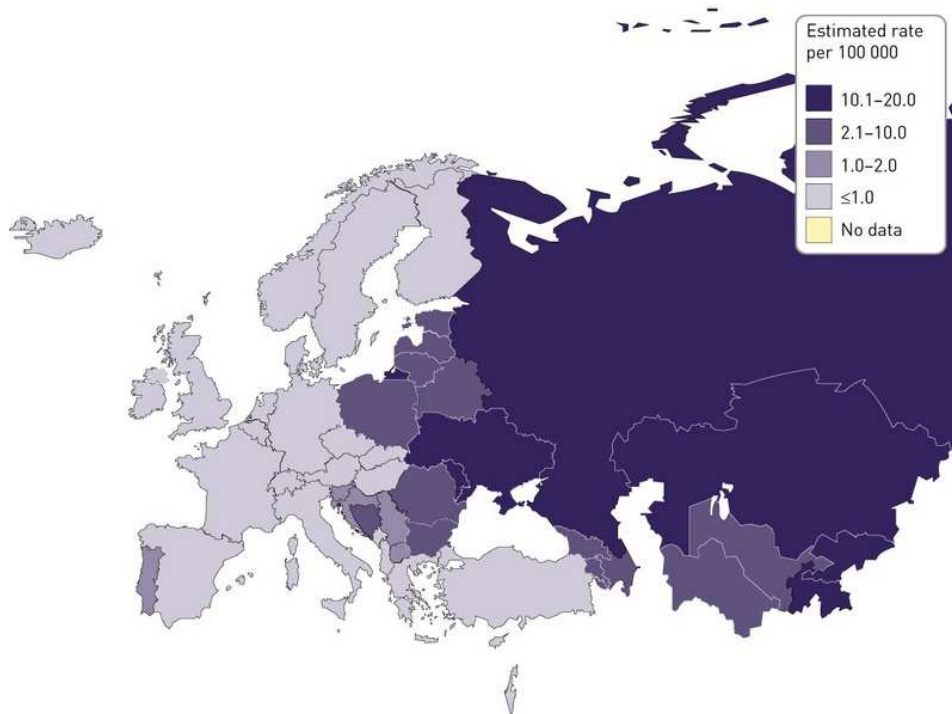 Estimated rate
per 100 000
10.1–20.0
2.1–10.0
1.0–2.0
≤1.0
No data